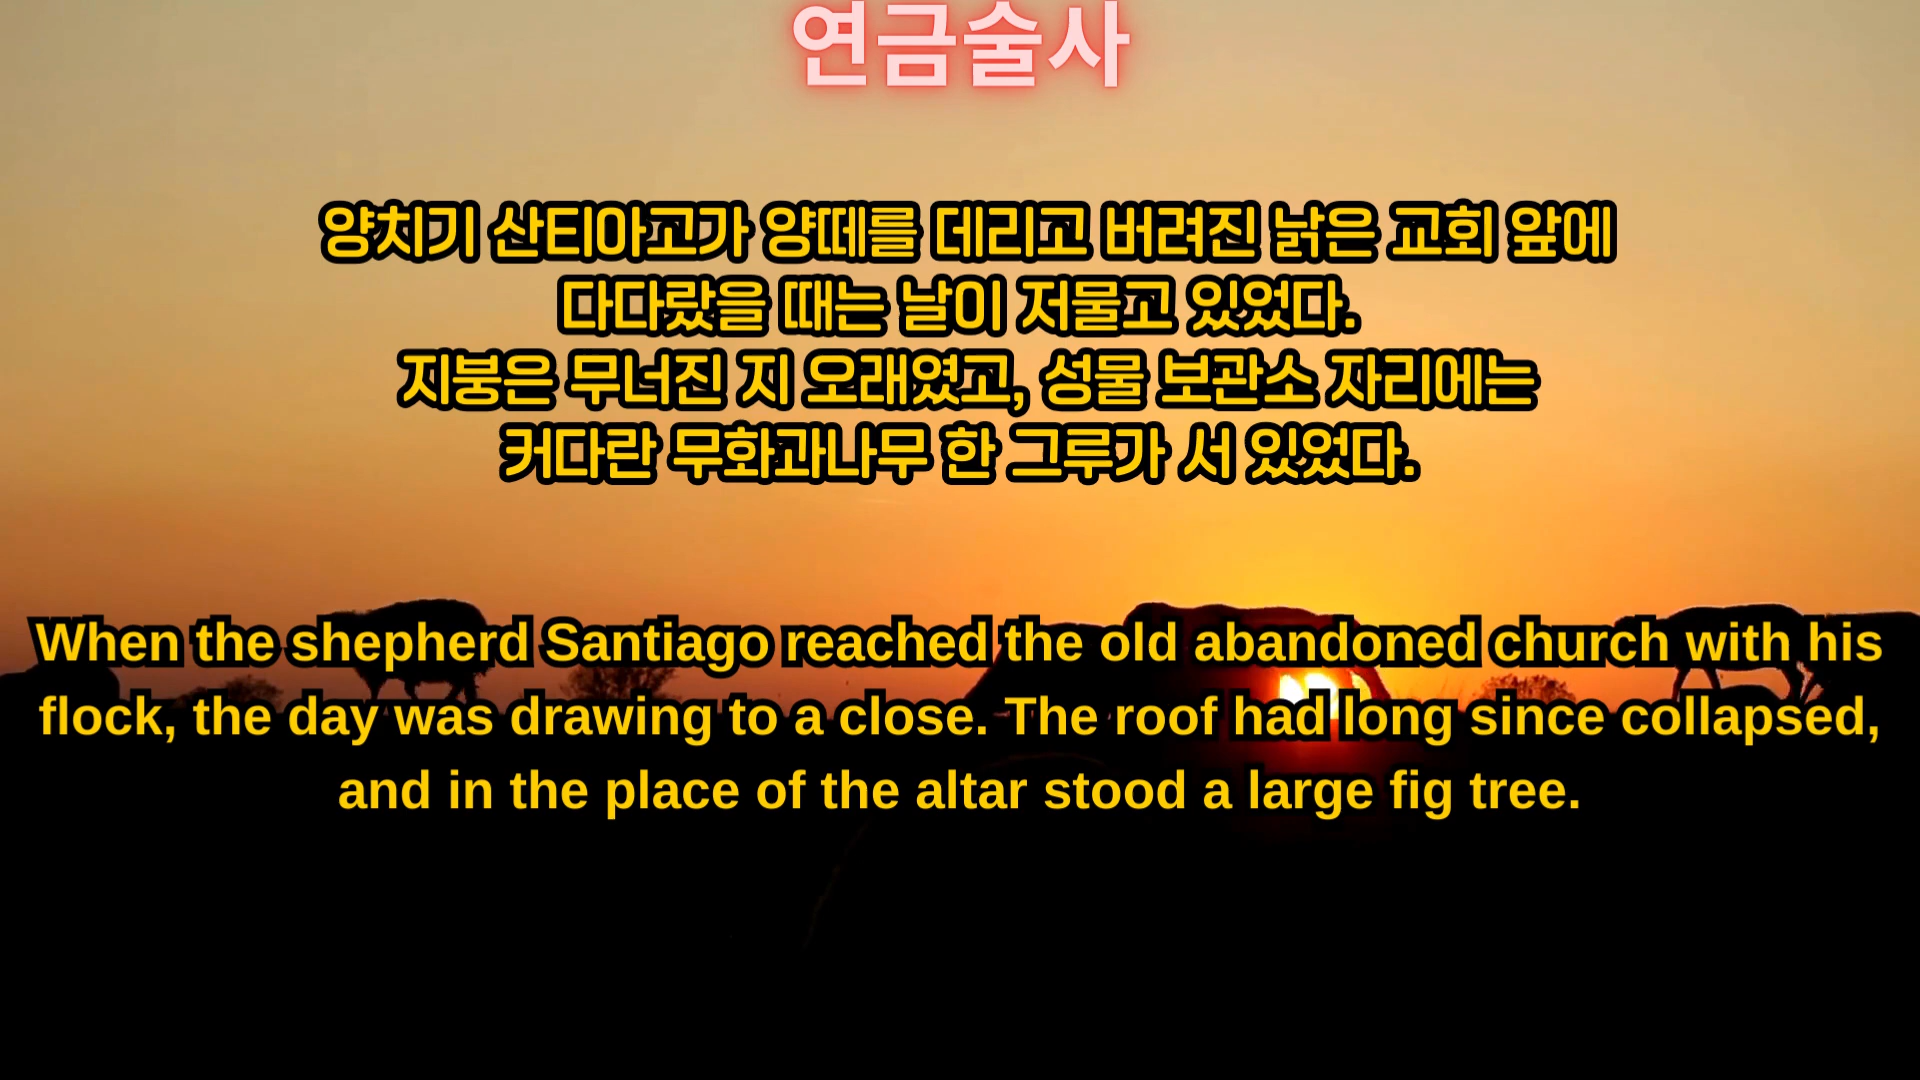 연금술사
양치기 산티아고가 양떼를 데리고 버려진 낡은 교회 앞에
다다랐을 때는 날이 저물고 있었다.
지붕은 무너진 지 오래였고, 성물 보관소 자리에는
커다란 무화과나무 한 그루가 서 있었다.
When the shepherd Santiago reached the old abandoned church with his
flock, the day was drawing to a close. The roof had long since collapsed,
and in the place of the altar stood a large fig tree.